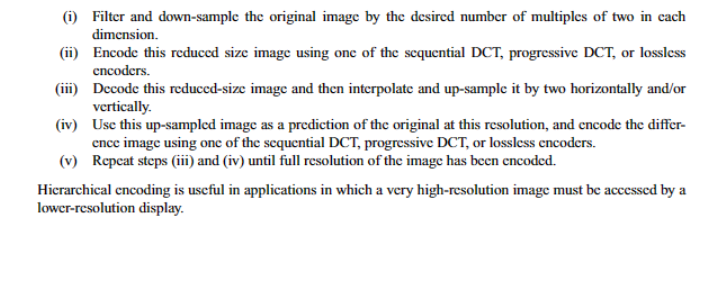 (i) Filter and down-sample the original image by the desired number of multiples of two in each
dimension.
(ii) Encode this reduced size image using one of the sequential DCT, progressive DCT, or lossless
encoders.
(iii) Decode this reduced-size image and then interpolate and up-sample it by two horizontally and/or
vertically.
(iv) Use this up-sampled image as a prediction of the original at this resolution, and encode the differ-
ence image using one of the sequential DCT, progressive DCT, or lossless encoders.
(v) Repeat steps (iii) and (iv) until full resolution of the image has been encoded.
Hierarchical encoding is useful in applications in which a very high-resolution image must be accessed by a
lower-resolution display.